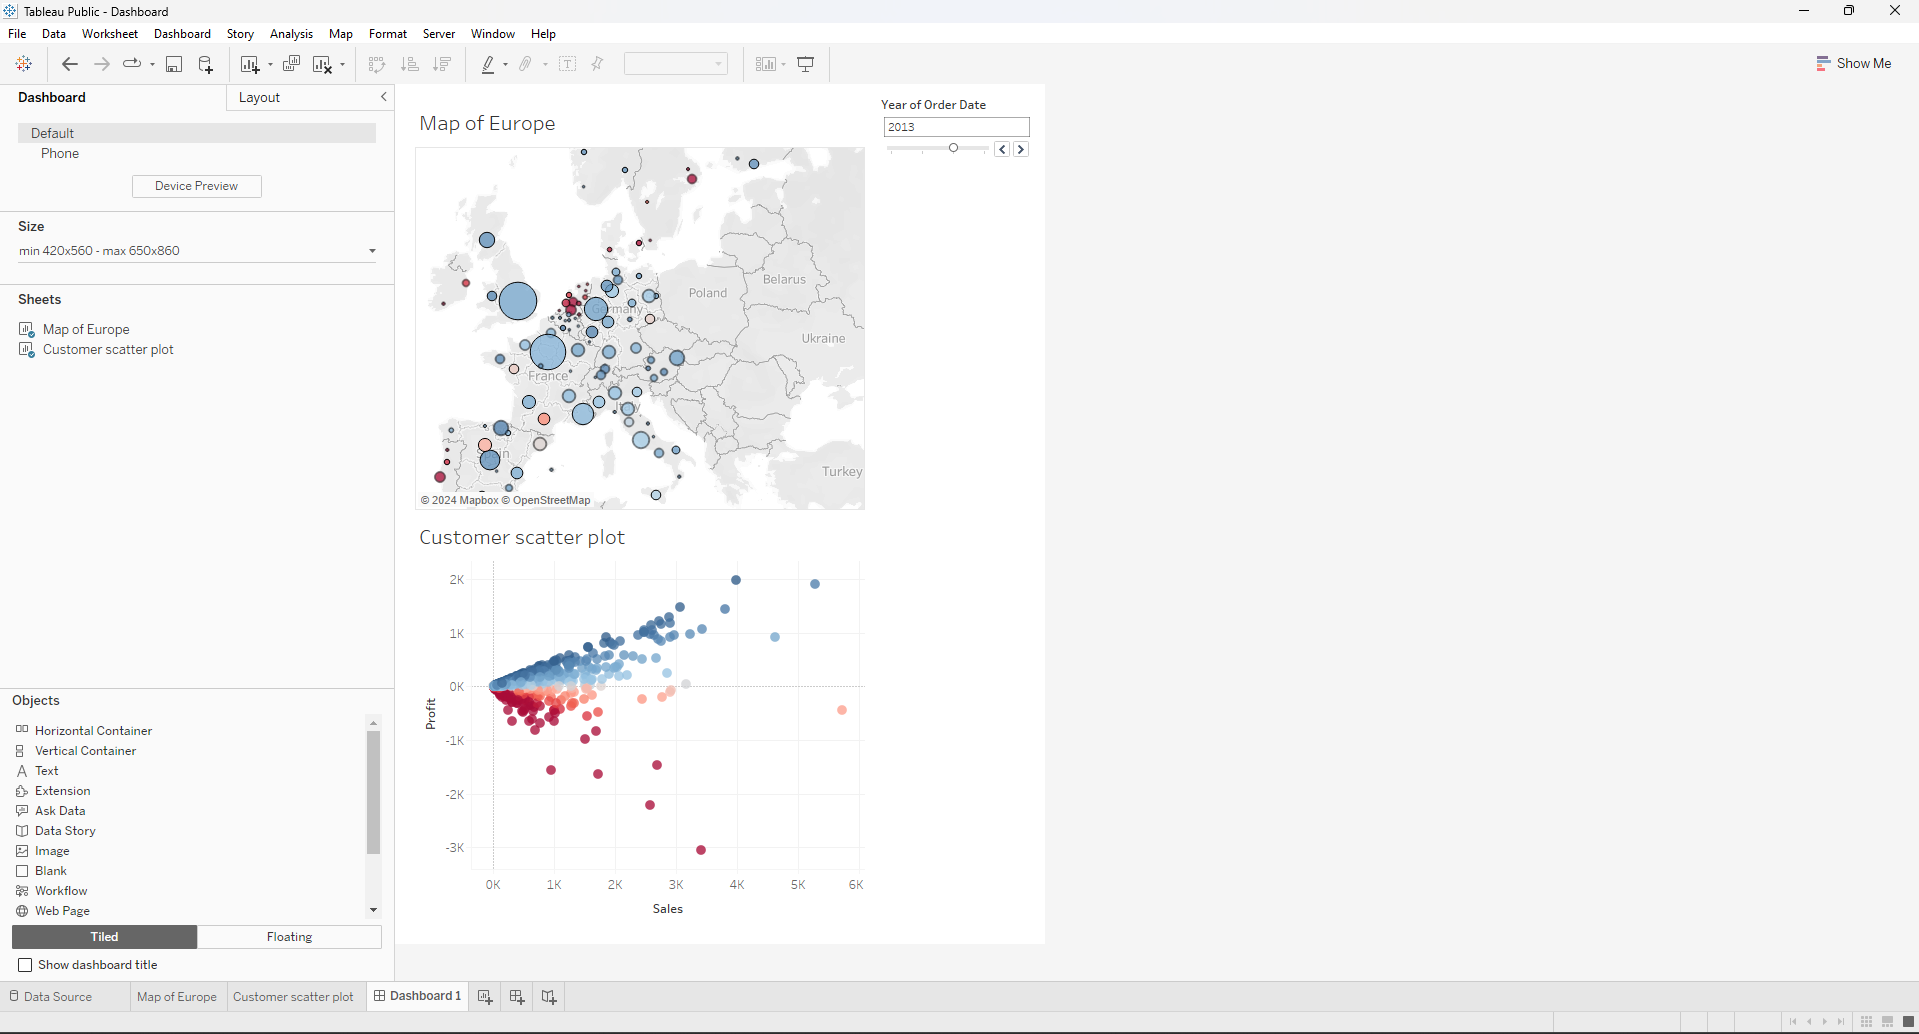 Tableau Public - Dashboard
File Data Worksheet Dashboard Story Analysis Map Format Server Window Help
Show Me
Dashboard Layout
Default
Phone
Device Preview
Size
min 420x560 - max 650x860
Sheets
Map of Europe
Customer scatter plot
Objects
Horizontal Container
Vertical Container
Text
Extension
Ask Data
Data Story
Image
Blank
Workflow
Web Page
Tiled Floating
Show dashboard title
Map of Europe
Year of Order Date
2013
Belarus
Poland
Germany
Ukraine
France
Italy
Spain
Turkey
© 2024 Mapbox © OpenStreetMap
Customer scatter plot
2K
1K
0K
-1K
-2K
-3K
Profit
0K 1K 2K 3K 4K 5K 6K
Sales
Data Source Map of Europe Customer scatter plot Dashboard 1